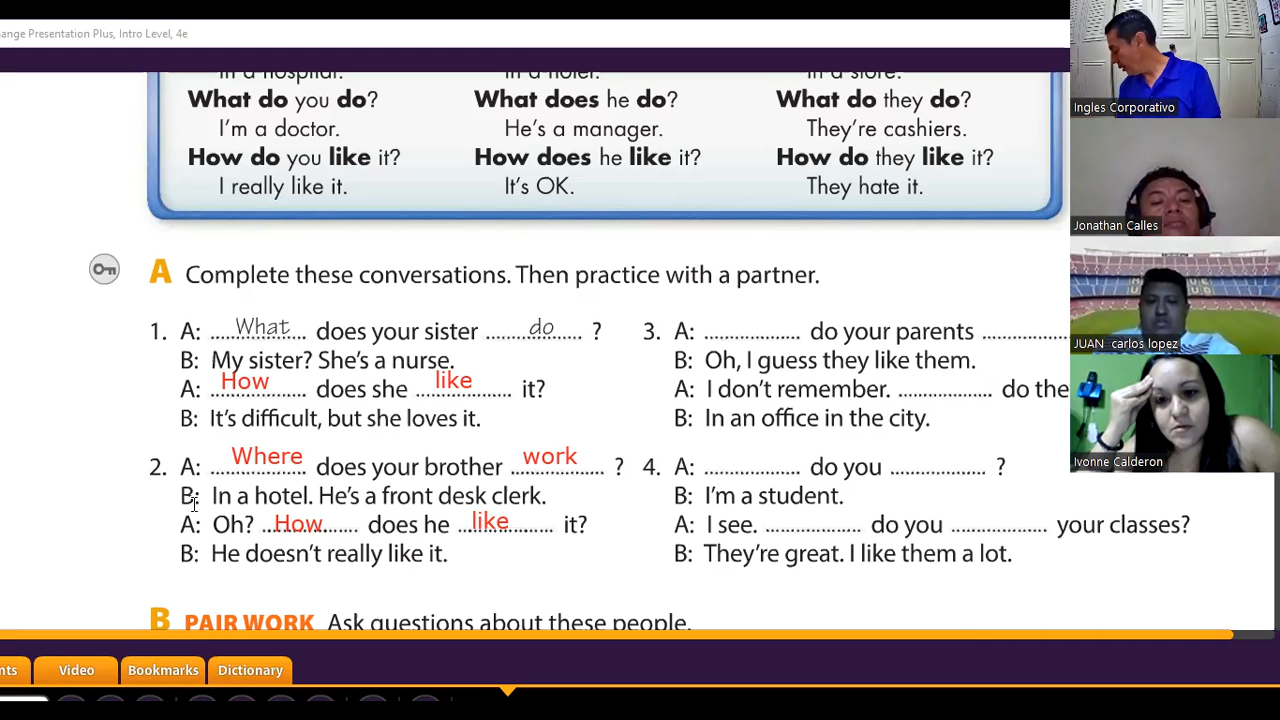 ange Presentation Plus, Intro Level, 4e
In a hospital. In a hotel. In a store.
What do you do? What does he do? What do they do?
I'm a doctor. He's a manager. They're cashiers.
How do you like it? How does he like it? How do they like it?
I really like it. It's OK. They hate it.
A Complete these conversations. Then practice with a partner.
1. A: What does your sister do ?
B: My sister? She's a nurse.
A: How does she like it?
B: It's difficult, but she loves it.
2. A: Where does your brother work ?
B: In a hotel. He's a front desk clerk.
A: Oh? How does he like it?
B: He doesn't really like it.
3. A: ................. do your parents .............
B: Oh, I guess they like them.
A: I don't remember. ................. do the
B: In an office in the city.
4. A: ................. do you ................. ?
B: I'm a student.
A: I see. ................. do you ................. your classes?
B: They're great. I like them a lot.
B PAIR WORK Ask questions about these people.
nts Video Bookmarks Dictionary
Ingles Corporativo
Jonathan Calles
JUAN carlos lopez
Ivonne Calderon